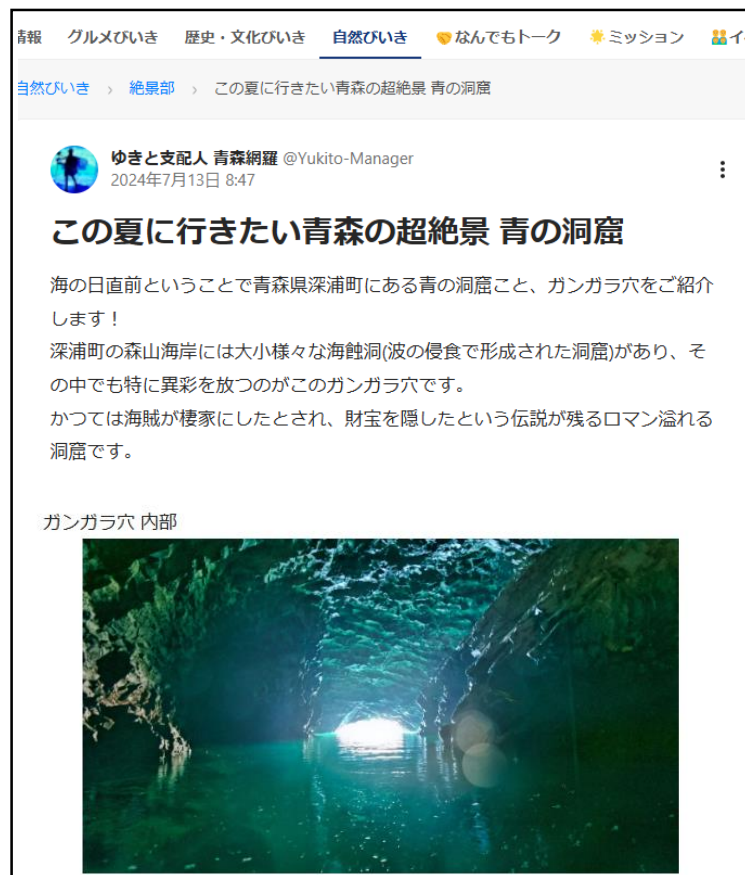 情報 グルメびいき 歴史・文化びいき 自然びいき 🤝なんでもトーク 🌟ミッション 👫イ
自然びいき › 絶景部 › この夏に行きたい青森の超絶景 青の洞窟
ゆきと支配人 青森網羅 @Yukito-Manager
2024年7月13日 8:47
この夏に行きたい青森の超絶景 青の洞窟
海の日直前ということで青森県深浦町にある青の洞窟こと、ガンガラ穴をご紹介
します！
深浦町の森山海岸には大小様々な海蝕洞(波の侵食で形成された洞窟)があり、そ
の中でも特に異彩を放つのがこのガンガラ穴です。
かつては海賊が棲家にしたとされ、財宝を隠したという伝説が残るロマン溢れる
洞窟です。
ガンガラ穴 内部